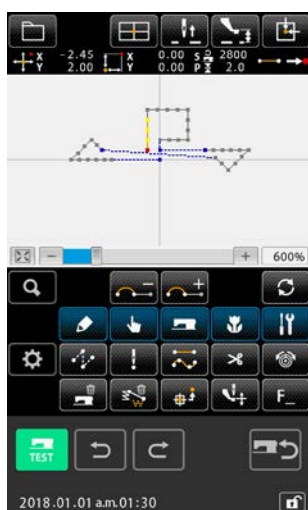 X -2.45 X 0.00 S 2800
Y 2.00 Y 0.00 P 2.0
− + 600%
− +
!
W F_
TEST
2018.01.01 a.m.01:30